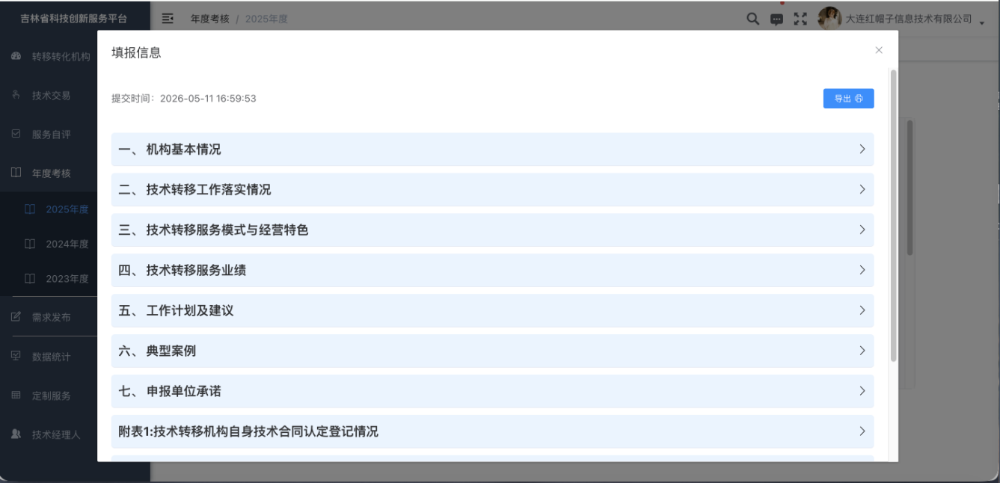 吉林省科技创新服务平台
年度考核 / 2025年度
大连红帽子信息技术有限公司
转移转化机构
技术交易
服务自评
年度考核
2025年度
2024年度
2023年度
需求发布
数据统计
定制服务
技术经理人
填报信息
提交时间：2026-05-11 16:59:53
导出
一、 机构基本情况
二、 技术转移工作落实情况
三、 技术转移服务模式与经营特色
四、 技术转移服务业绩
五、 工作计划及建议
六、 典型案例
七、 申报单位承诺
附表1:技术转移机构自身技术合同认定登记情况